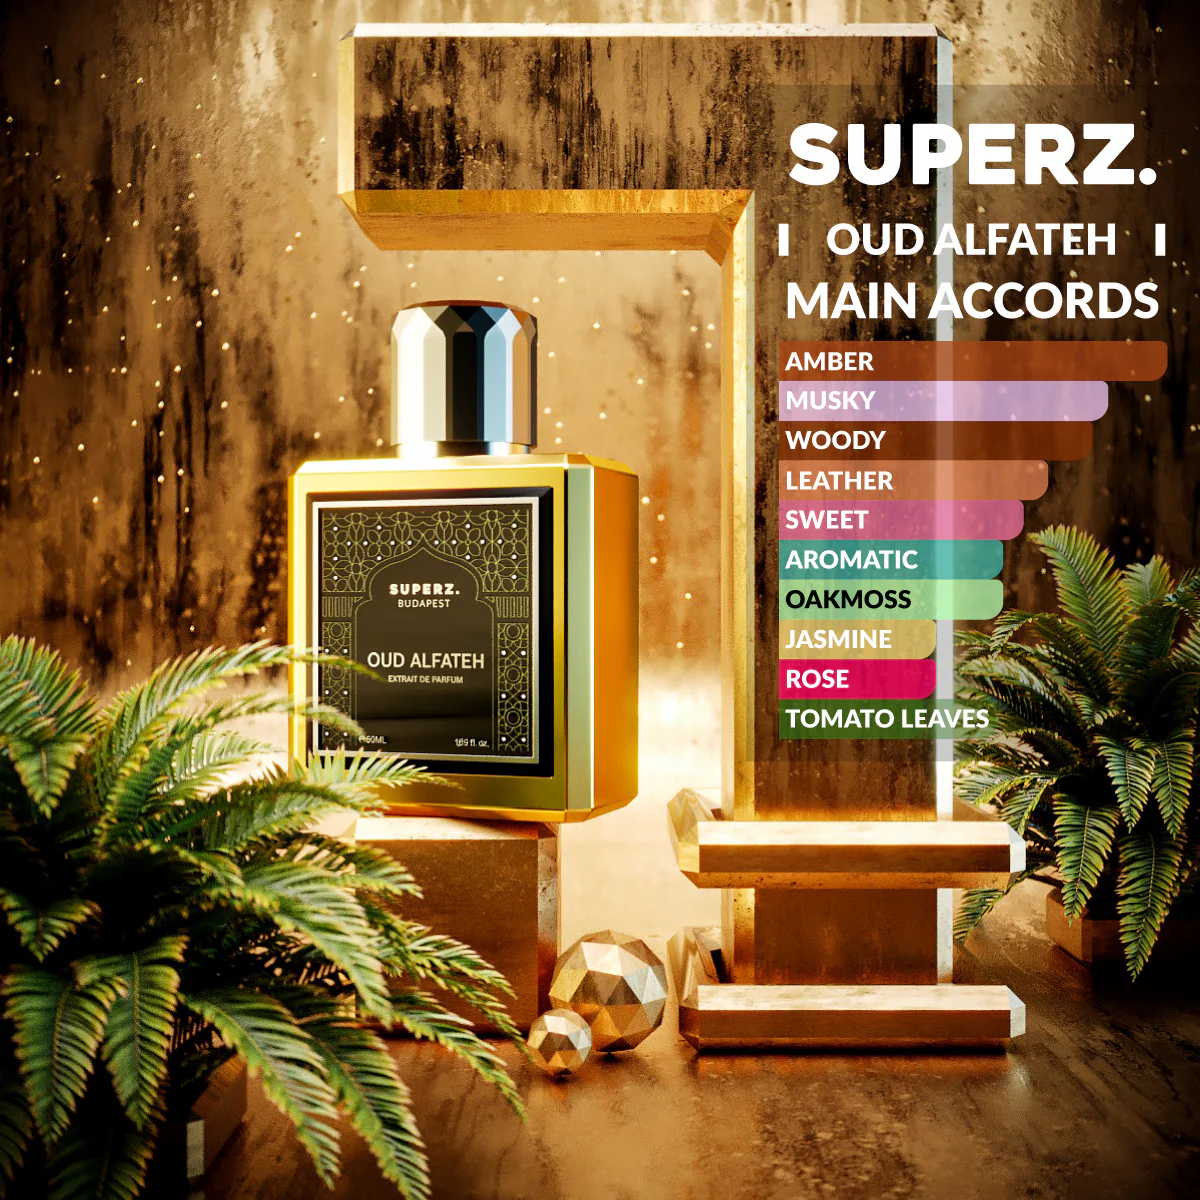 SUPERZ.
OUD ALFATEH
MAIN ACCORDS
AMBER
MUSKY
WOODY
LEATHER
SWEET
AROMATIC
OAKMOSS
JASMINE
ROSE
TOMATO LEAVES
SUPERZ.
BUDAPEST
OUD ALFATEH
EXTRAIT DE PARFUM
℮50ML 1.69 fl. oz.